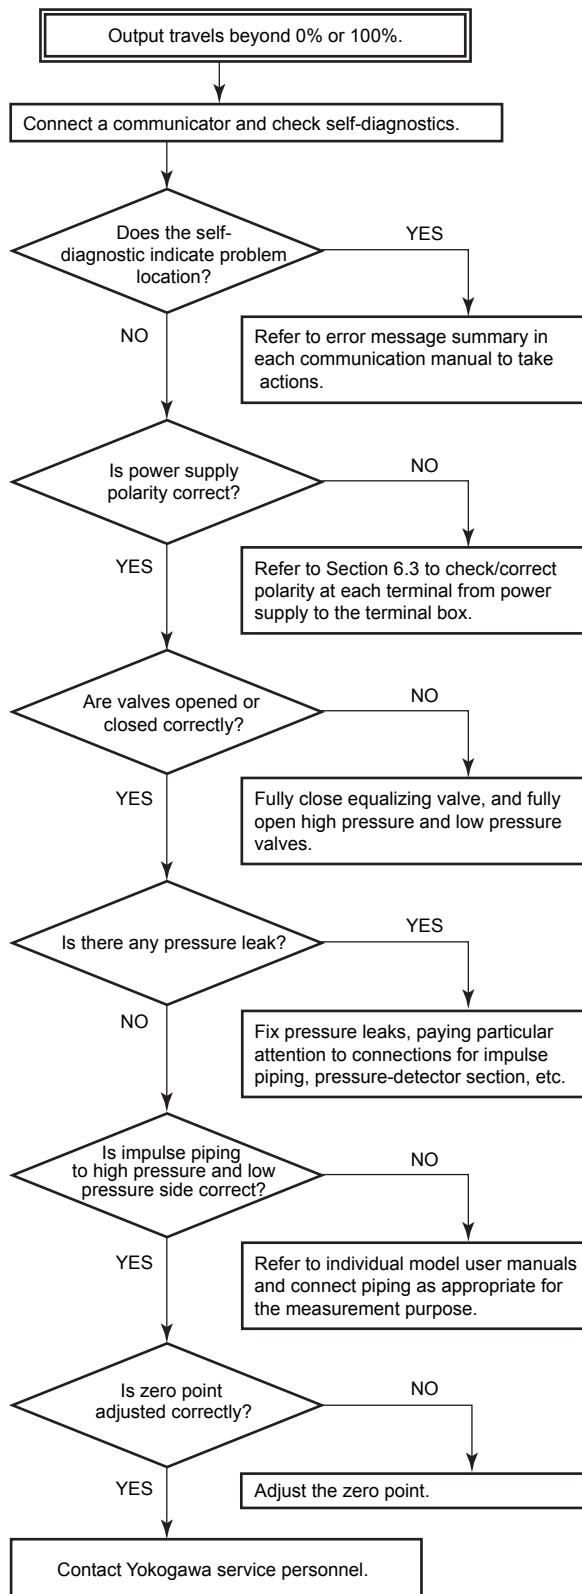 Output travels beyond 0% or 100%.
Connect a communicator and check self-diagnostics.
Does the self-
diagnostic indicate problem
location?
YES
NO
Refer to error message summary in
each communication manual to take
actions.
Is power supply
polarity correct?
NO
YES
Refer to Section 6.3 to check/correct
polarity at each terminal from power
supply to the terminal box.
Are valves opened or
closed correctly?
NO
YES
Fully close equalizing valve, and fully
open high pressure and low pressure
valves.
Is there any pressure leak?
YES
NO
Fix pressure leaks, paying particular
attention to connections for impulse
piping, pressure-detector section, etc.
Is impulse piping
to high pressure and low
pressure side correct?
NO
YES
Refer to individual model user manuals
and connect piping as appropriate for
the measurement purpose.
Is zero point
adjusted correctly?
NO
YES
Adjust the zero point.
Contact Yokogawa service personnel.